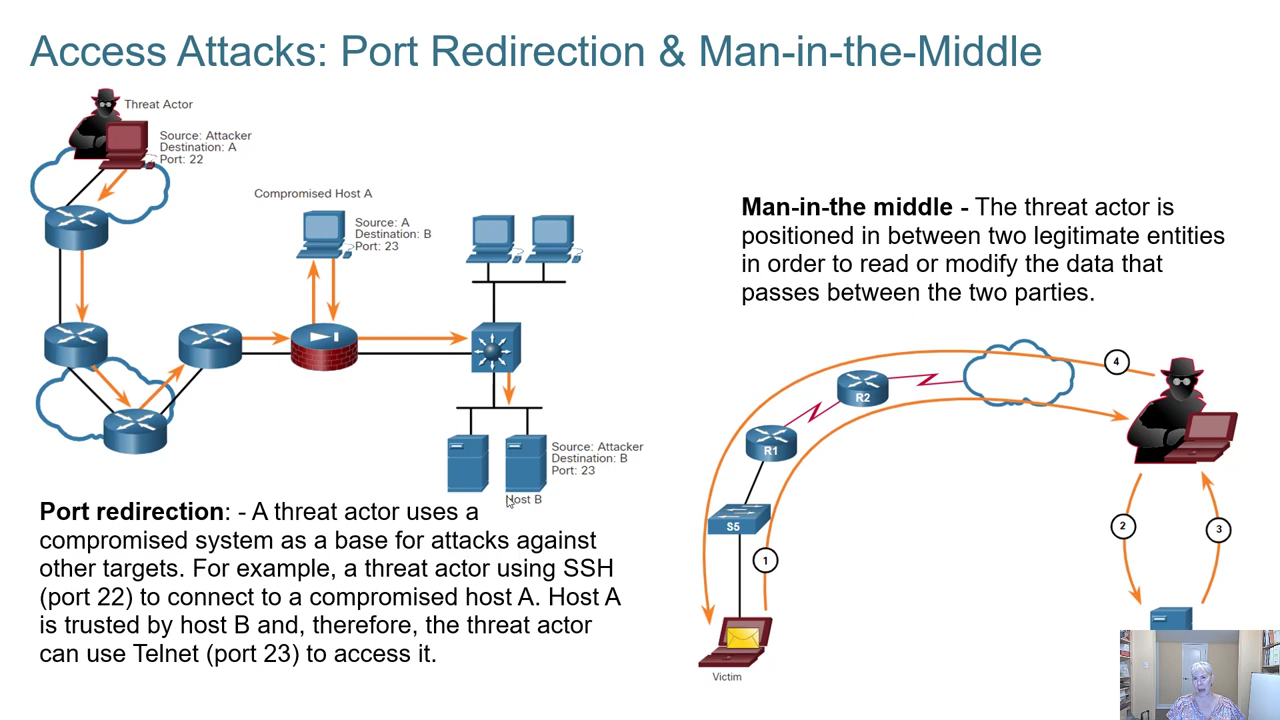 Access Attacks: Port Redirection & Man-in-the-Middle
Threat Actor
Source: Attacker
Destination: A
Port: 22
Compromised Host A
Source: A
Destination: B
Port: 23
Source: Attacker
Destination: B
Port: 23
Host B
Port redirection: - A threat actor uses a
compromised system as a base for attacks against
other targets. For example, a threat actor using SSH
(port 22) to connect to a compromised host A. Host A
is trusted by host B and, therefore, the threat actor
can use Telnet (port 23) to access it.
Man-in-the middle - The threat actor is
positioned in between two legitimate entities
in order to read or modify the data that
passes between the two parties.
4
R2
R1
S5
2
3
1
Victim